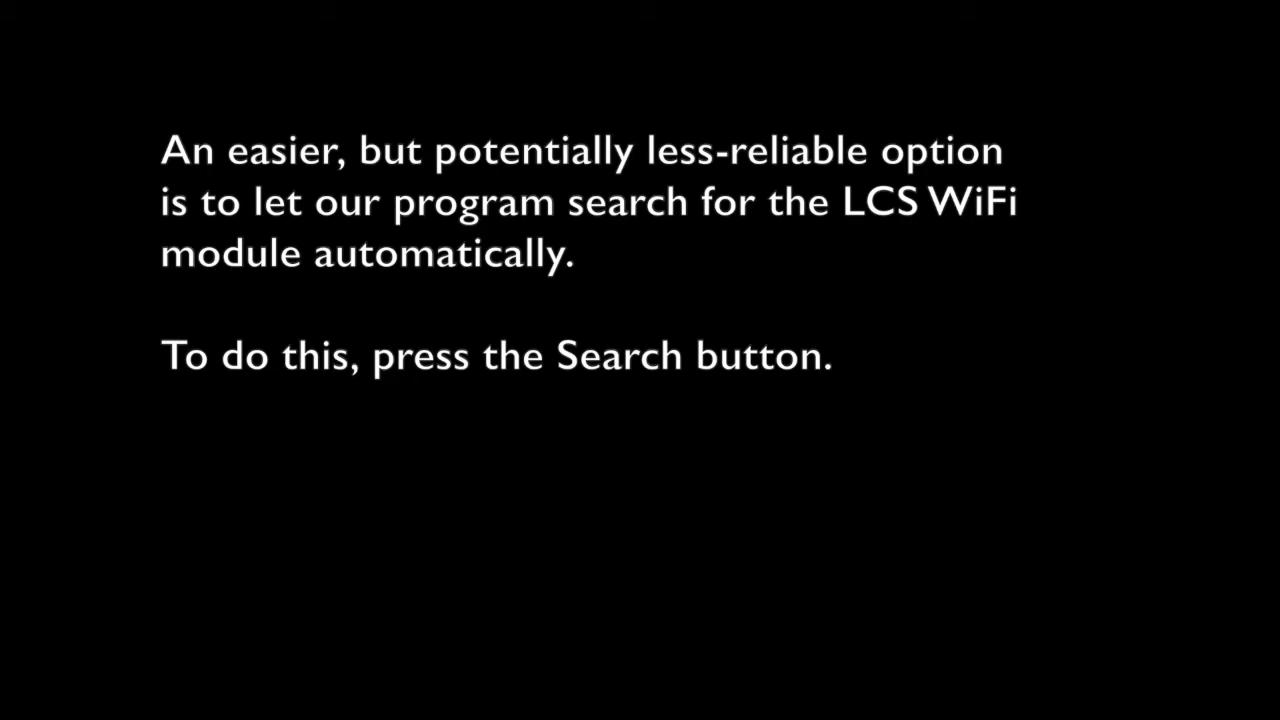 An easier, but potentially less-reliable option
is to let our program search for the LCS WiFi
module automatically.
To do this, press the Search button.